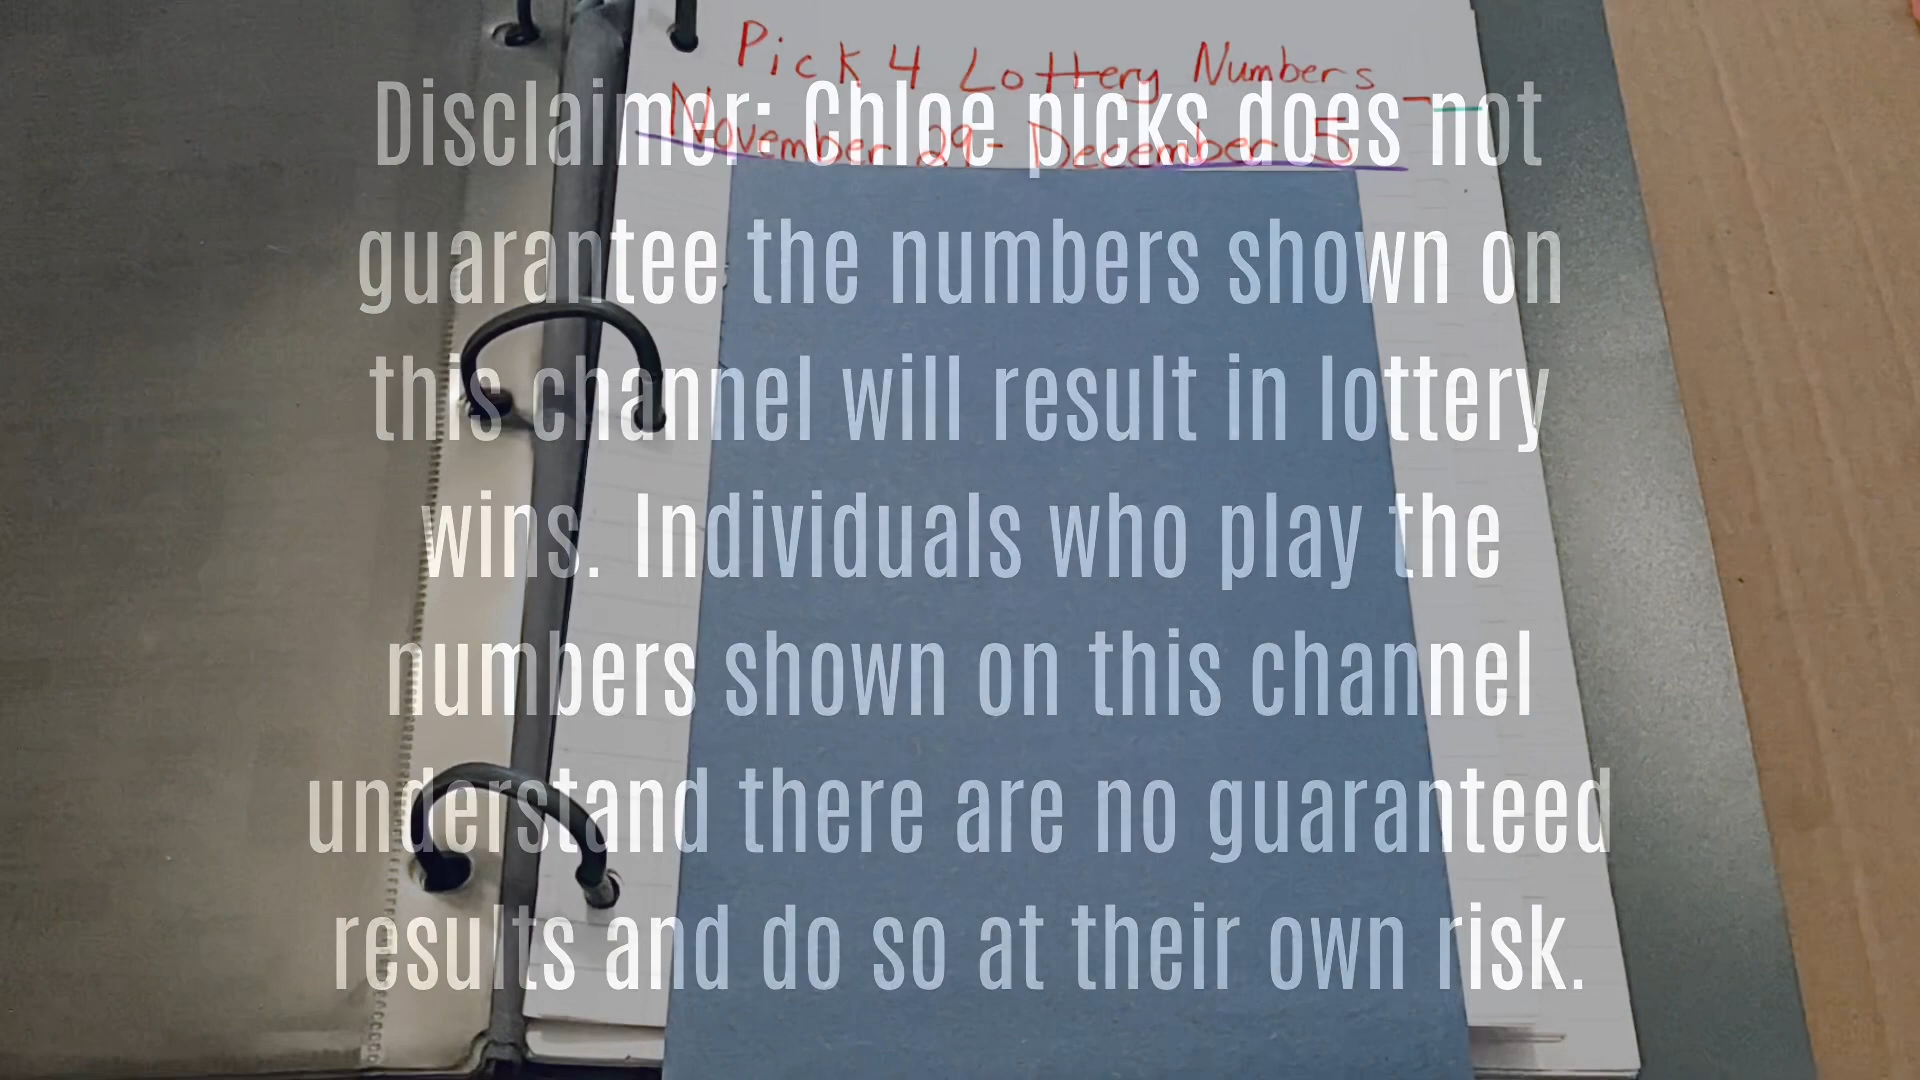 Pick 4 Lottery Numbers -
November 29- December 5
Disclaimer: Chloe picks does not
guarantee the numbers shown on
this channel will result in lottery
wins. Individuals who play the
numbers shown on this channel
understand there are no guaranteed
results and do so at their own risk.